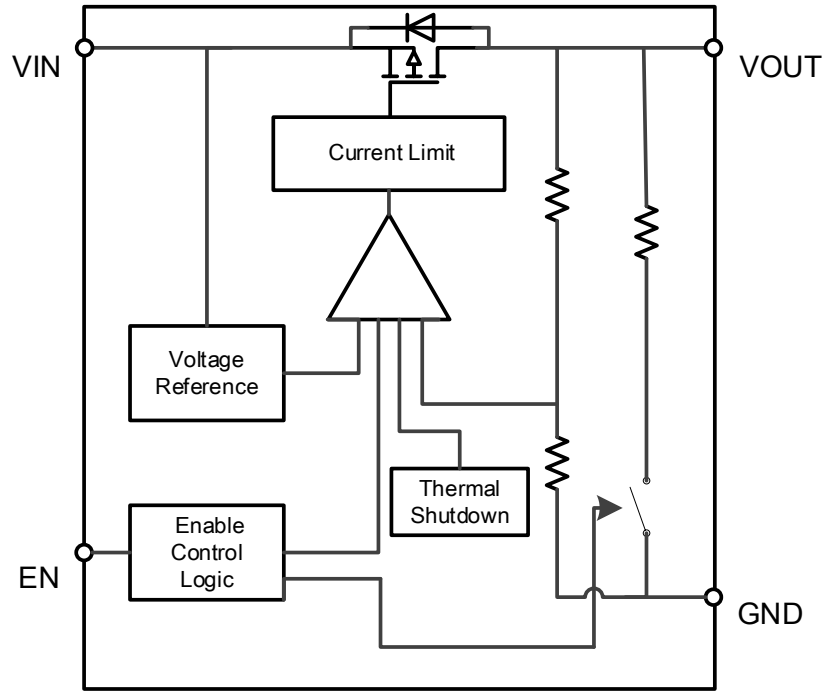 VIN
VOUT
Current Limit
Voltage
Reference
Thermal
Shutdown
Enable
Control
Logic
EN
GND